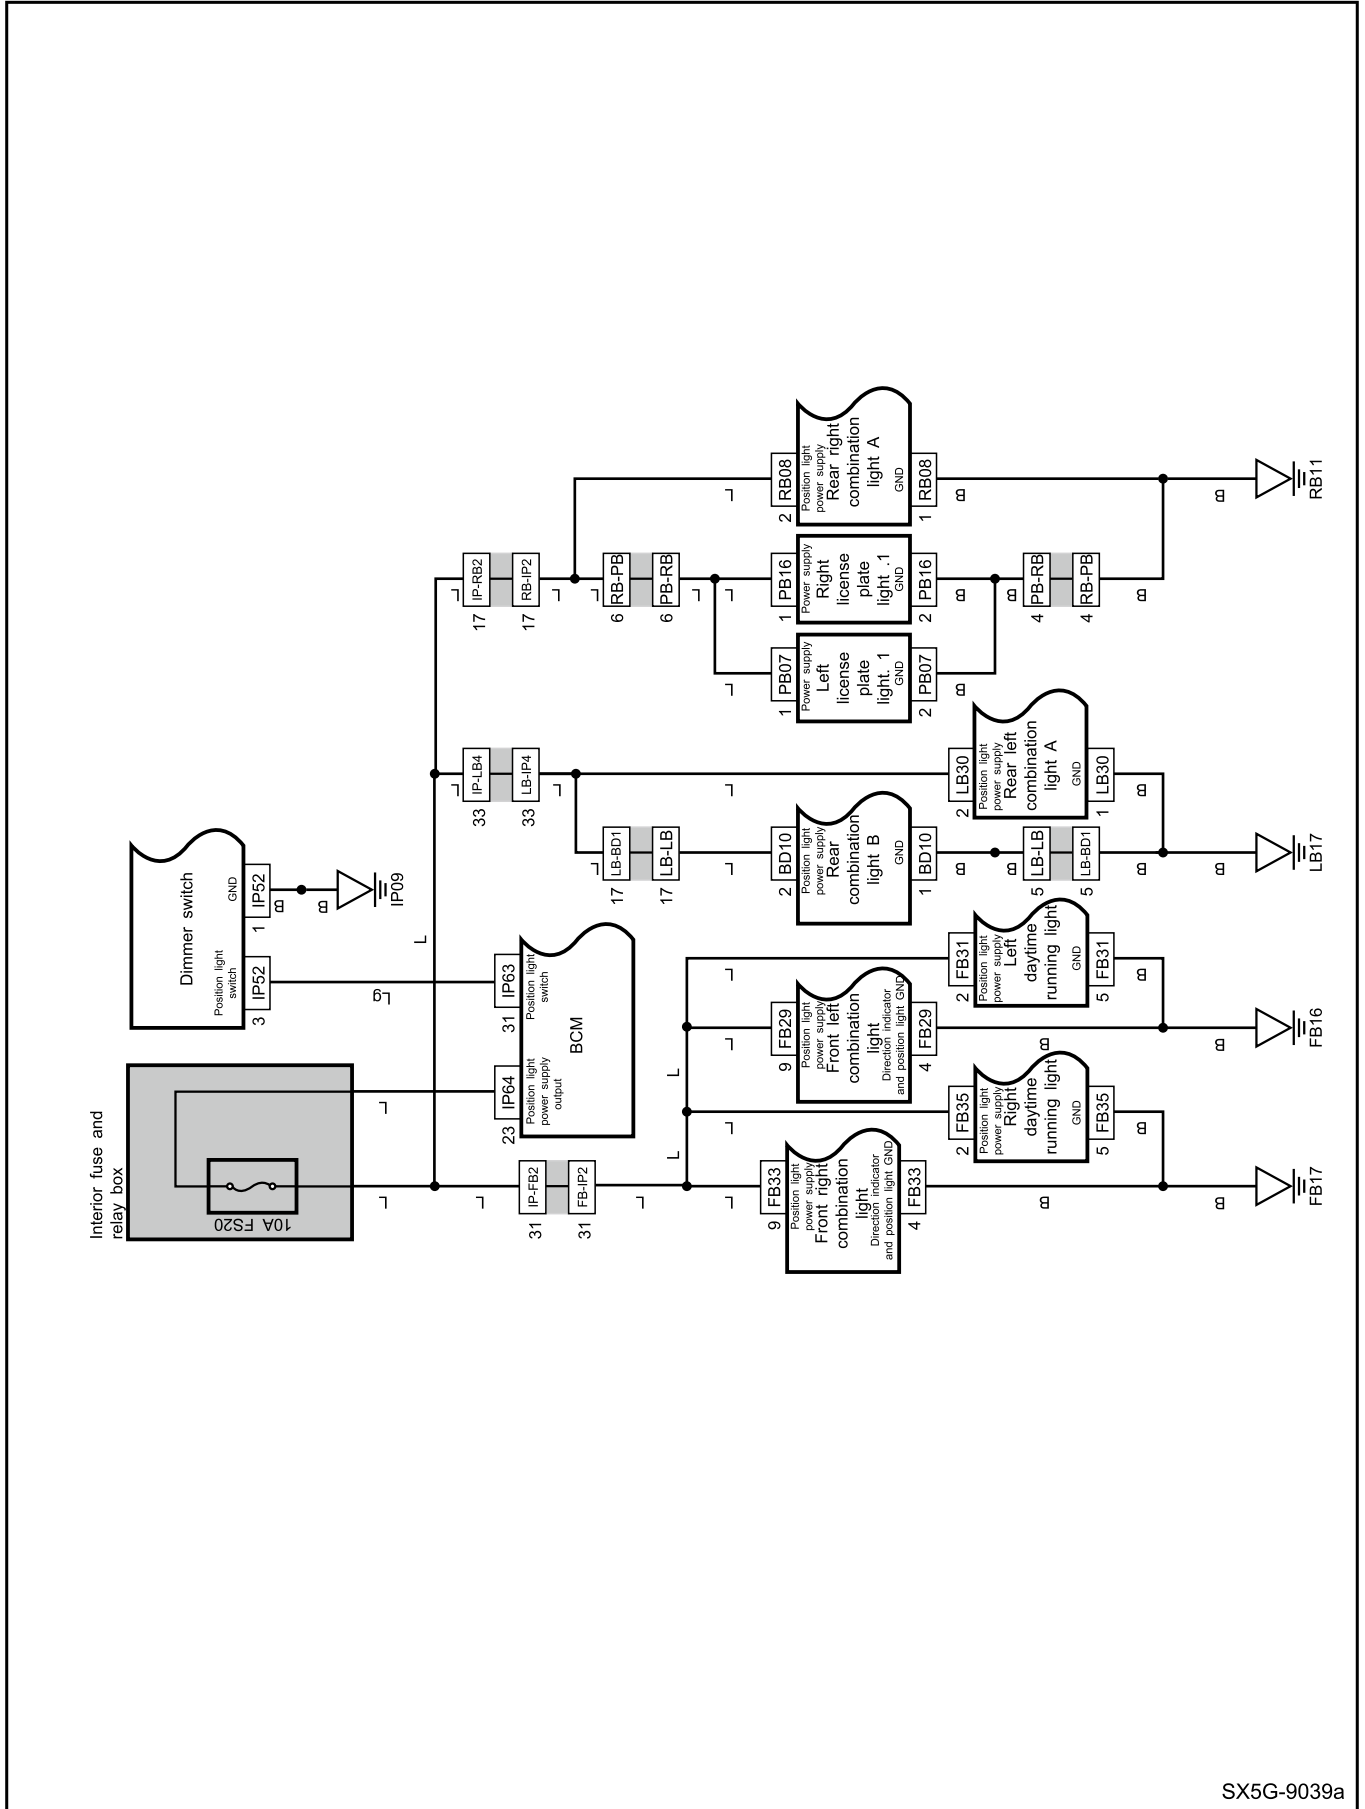 Interior fuse and
relay box
10A FS20
Dimmer switch
Position light
switch
GND
3
IP52
1
IP52
Lg
B
B
IP09
L
L
23
IP64
31
IP63
Position light
power supply
output
Position light
switch
BCM
L
L
L
31
IP-FB2
31
FB-IP2
L
L
33
IP-LB4
33
LB-IP4
L
L
17
IP-RB2
17
RB-IP2
L
L
17
LB-BD1
17
LB-LB
L
6
RB-PB
6
PB-RB
L
L
L
L
9
FB33
Position light
power supply
Front right
combination
light
Direction indicator
and position light GND
4
FB33
B
L
2
FB35
Position light
power supply
Right
daytime
running light
GND
5
FB35
B
B
FB17
L
9
FB29
Position light
power supply
Front left
combination
light
Direction indicator
and position light GND
4
FB29
B
L
2
FB31
Position light
power supply
Left
daytime
running light
GND
5
FB31
B
B
FB16
L
2
BD10
Position light
power supply
Rear
combination
light B
GND
1
BD10
B
B
5
LB-LB
5
LB-BD1
L
2
LB30
Position light
power supply
Rear left
combination
light A
GND
1
LB30
B
B
LB17
L
1
PB07
Power supply
Left
license
plate
light. 1
GND
2
PB07
B
1
PB16
Power supply
Right
license
plate
light .1
GND
2
PB16
B
B
4
PB-RB
4
RB-PB
B
L
2
RB08
Position light
power supply
Rear right
combination
light A
GND
1
RB08
B
B
RB11
SX5G-9039a